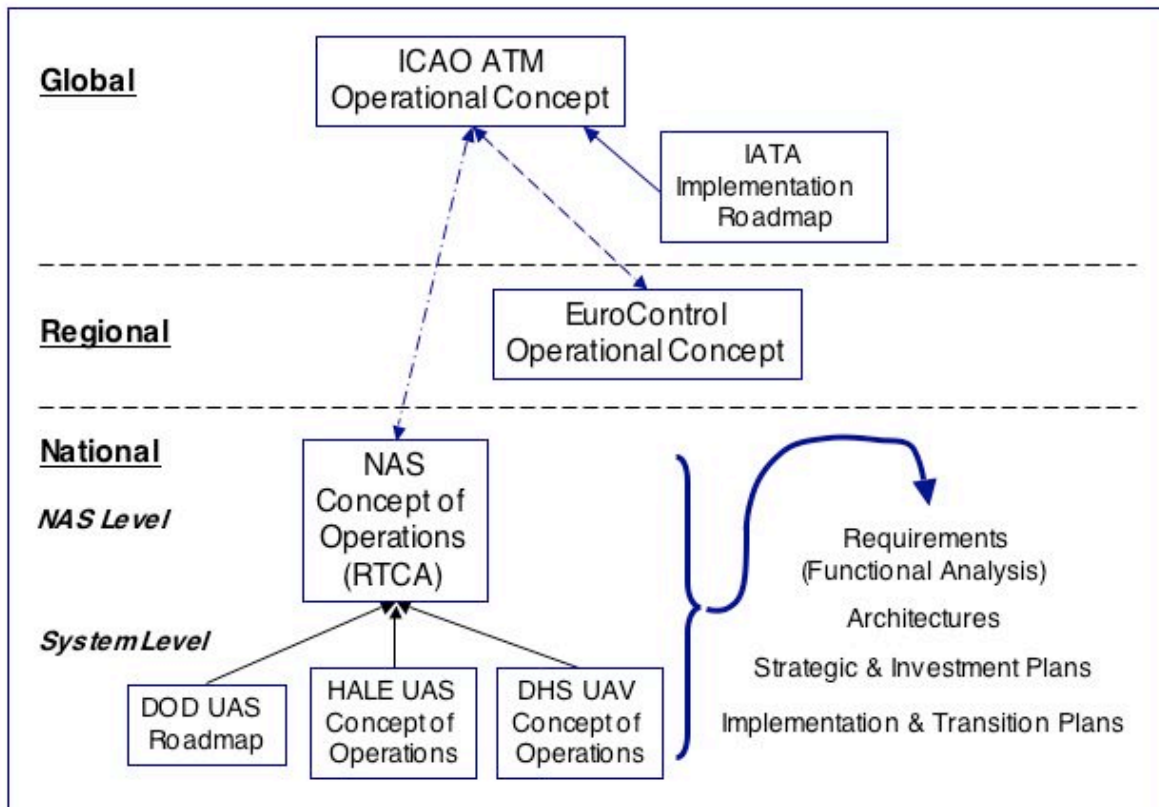 Global
ICAO ATM
Operational Concept
IATA
Implementation
Roadmap
Regional
EuroControl
Operational Concept
National
NAS Level
NAS
Concept of
Operations
(RTCA)
System Level
DOD UAS
Roadmap
HALE UAS
Concept of
Operations
DHS UAV
Concept of
Operations
Requirements
(Functional Analysis)
Architectures
Strategic & Investment Plans
Implementation & Transition Plans